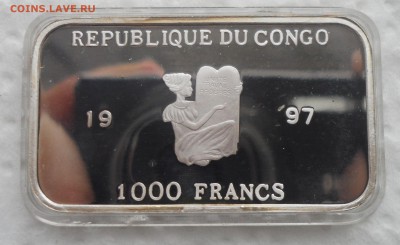 COINS.LAVE.RU
REPUBLIQUE DU CONGO
19 97
1000 FRANCS